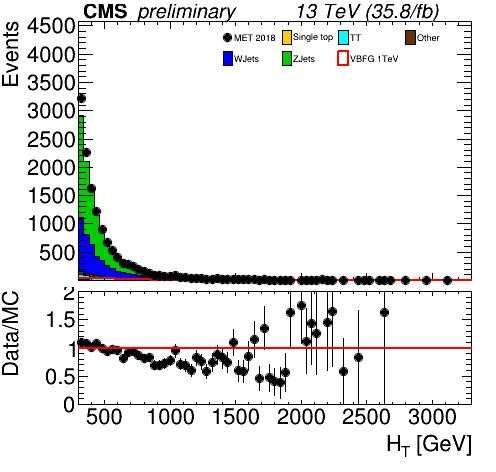 CMS preliminary 13 TeV (35.8/fb)
Events
MET 2018 Single top TT Other
WJets ZJets VBFG 1TeV
4500
4000
3500
3000
2500
2000
1500
1000
500
Data/MC
2
1.5
1
0.5
0
500 1000 1500 2000 2500 3000
H_T [GeV]